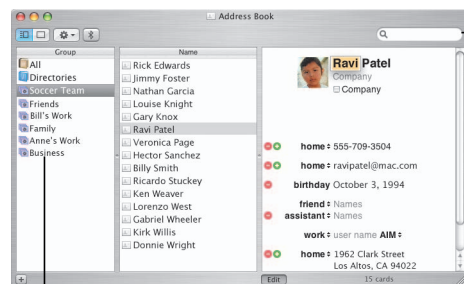 Address Book
Group
All
Directories
Soccer Team
Friends
Bill's Work
Family
Anne's Work
Business
Name
Rick Edwards
Jimmy Foster
Nathan Garcia
Louise Knight
Gary Knox
Ravi Patel
Veronica Page
Hector Sanchez
Billy Smith
Ricardo Stuckey
Ken Weaver
Lorenzo West
Gabriel Wheeler
Kirk Willis
Donnie Wright
Ravi Patel
Company
Company
home 555-709-3504
home ravipatel@mac.com
birthday October 3, 1994
friend Names
assistant Names
work user name AIM
home 1962 Clark Street
Los Altos, CA 94022
Edit
15 cards